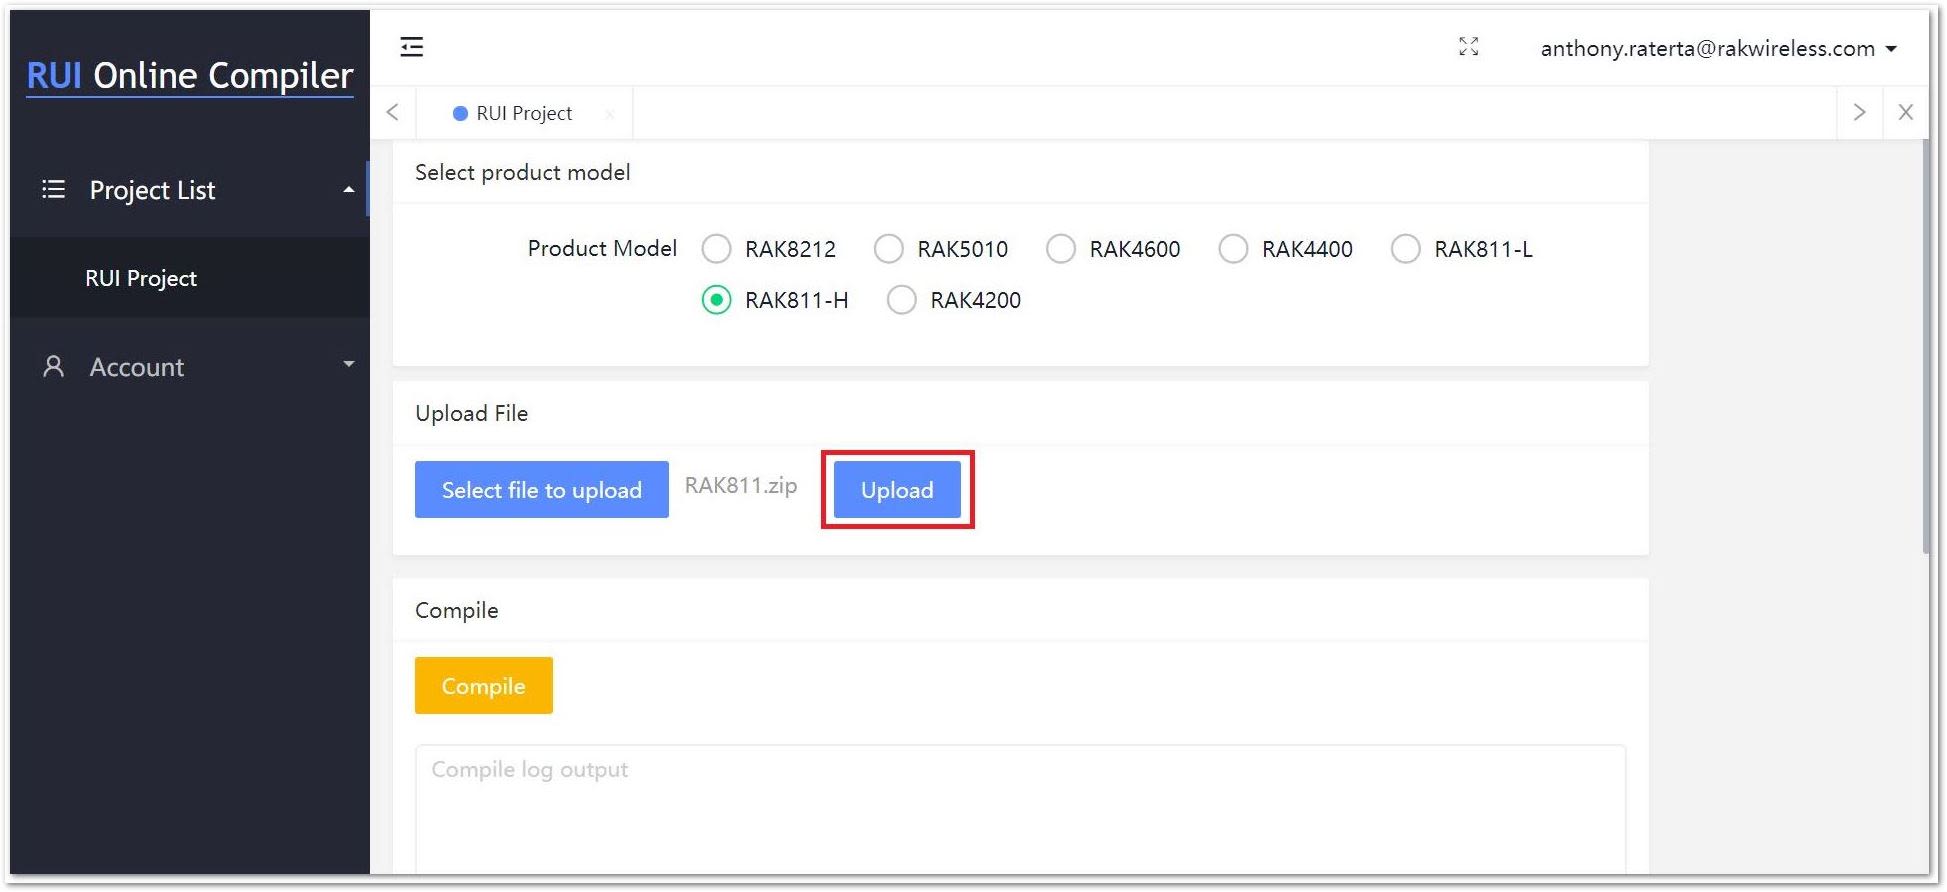 RUI Online Compiler
Project List
RUI Project
Account
anthony.raterta@rakwireless.com
RUI Project
X
Select product model
Product Model RAK8212 RAK5010 RAK4600 RAK4400 RAK811-L
RAK811-H RAK4200
Upload File
Select file to upload RAK811.zip Upload
Compile
Compile
Compile log output